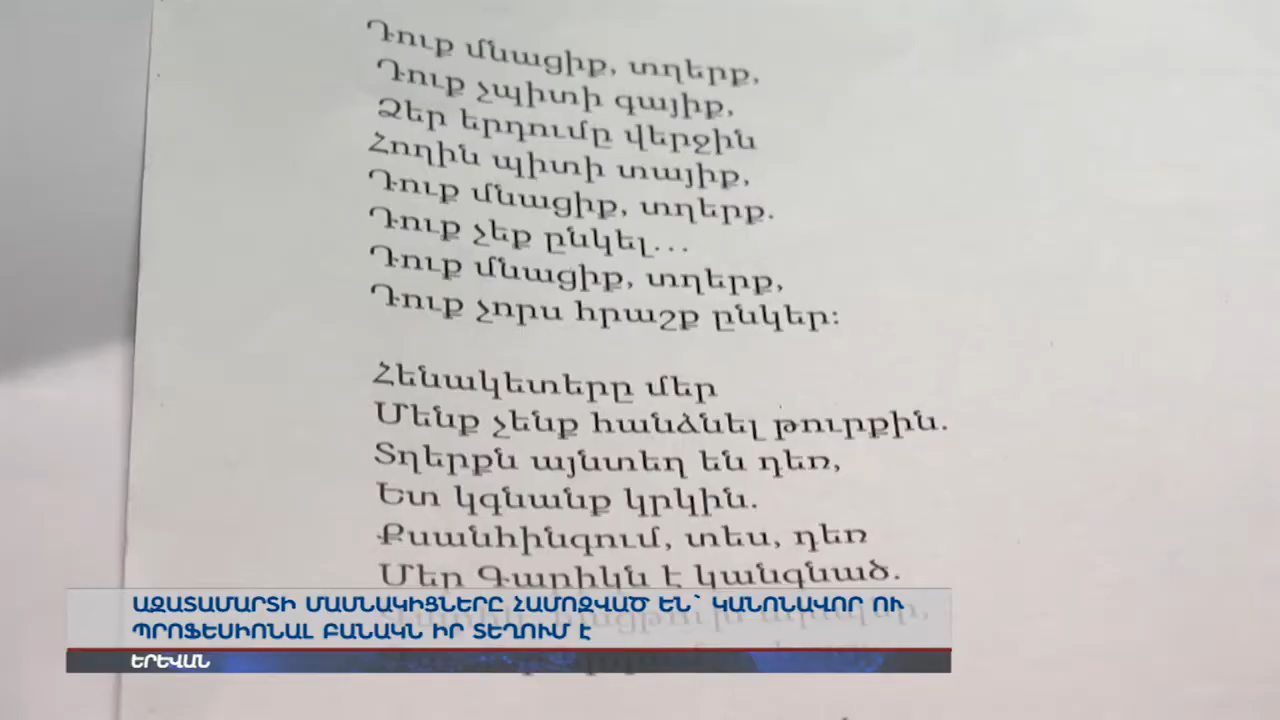 Դուք մնացիք, տղերք,
Դուք չպիտի գայիք,
Ձեր երդումը վերջին
Հողին պիտի տայիք,
Դուք մնացիք, տղերք.
Դուք չեք ընկել...
Դուք մնացիք, տղերք,
Դուք չորս հրաշք ընկեր:
Հենակետերը մեր
Մենք չենք հանձնել թուրքին.
Տղերքն այնտեղ են դեռ,
Ետ կգնանք կրկին.
Քսանհինգում, տես, դեռ
Մեր Գարիկն է կանգնած.
ԱԶԱՏԱՄԱՐՏԻ ՄԱՄՆԱԿԻՑՆԵՐԸ ՀԱՄՈԶՎԱԾ ԵՆ՝ ԿԱՆՈՆԱՎՈՐ ՈՒ
ՊՐՈՖԵՍԻՈՆԱԼ ԲԱՆԱԿՆ ԻՐ ՏԵՂՈՒՄ Է
ԵՐԵՎԱՆ